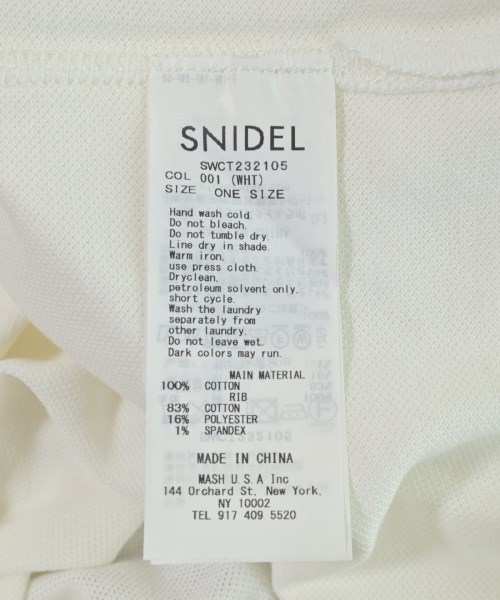 SNIDEL
SWCT232105
COL 001 (WHT)
SIZE ONE SIZE
Hand wash cold.
Do not bleach.
Do not tumble dry.
Line dry in shade.
Warm iron.
use press cloth.
Dryclean.
petroleum solvent only.
short cycle.
Wash the laundry
separately from
other laundry.
Do not leave wet.
Dark colors may run.
MAIN MATERIAL
100% COTTON
RIB
83% COTTON
16% POLYESTER
1% SPANDEX
MADE IN CHINA
MASH U.S.A Inc
144 Orchard St, New York,
NY 10002
TEL 917 409 5520